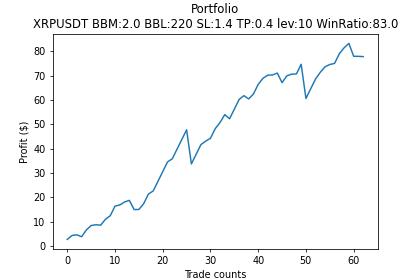 Portfolio
XRPUSDT BBM:2.0 BBL:220 SL:1.4 TP:0.4 lev:10 WinRatio:83.0
80
70
60
50
40
30
20
10
0
Profit ($)
0 10 20 30 40 50 60
Trade counts